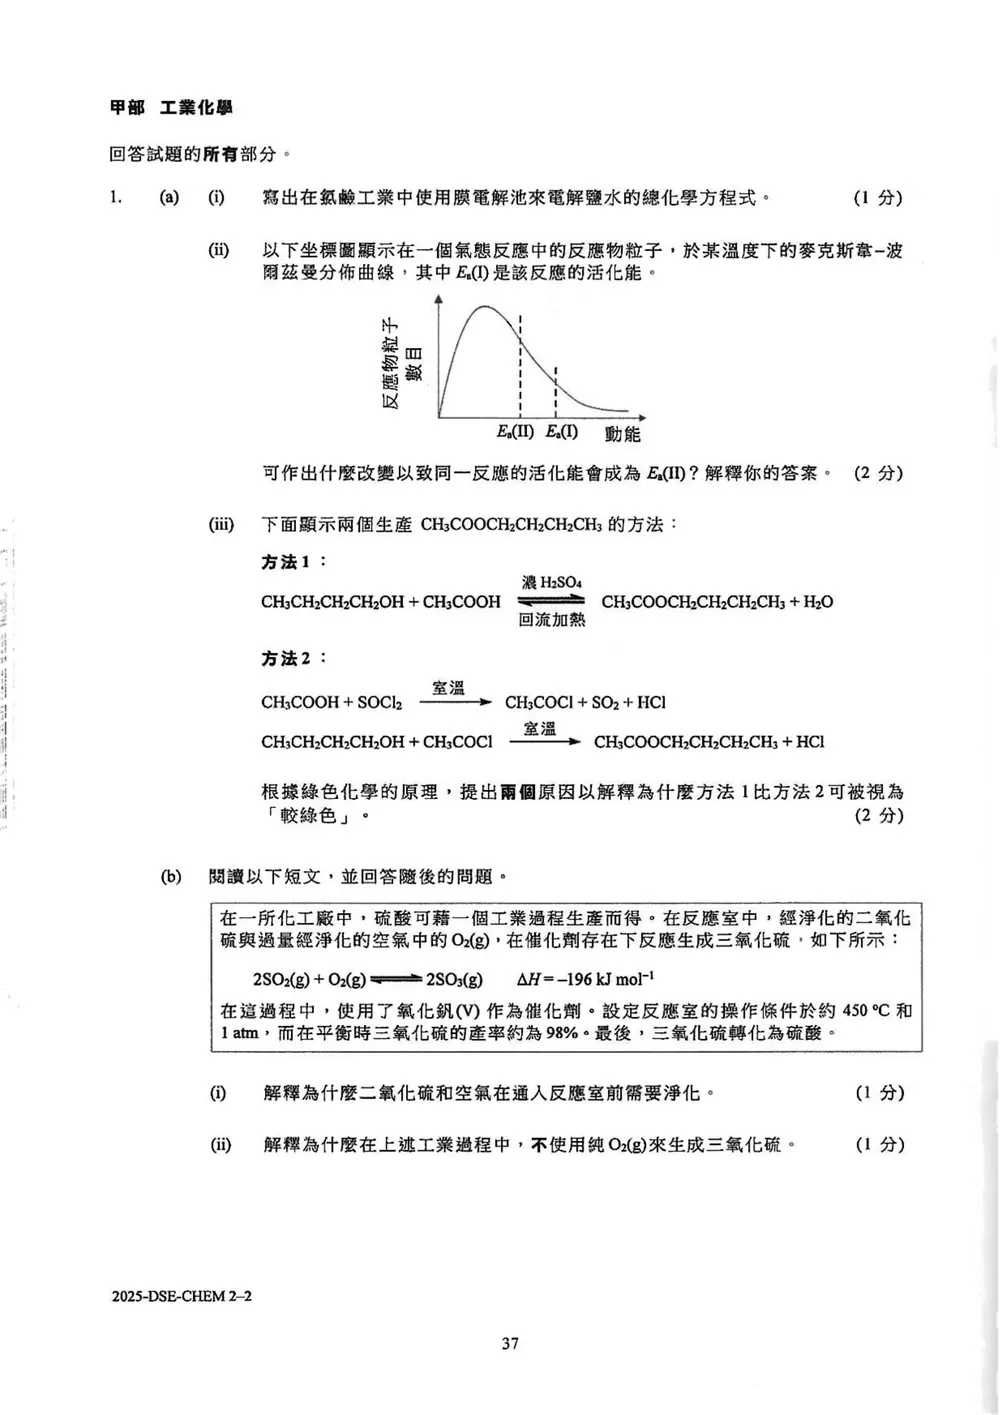 甲部 工業化學
回答試題的所有部分。
1. (a) (i) 寫出在氯鹼工業中使用膜電解池來電解鹽水的總化學方程式。 (1 分)
(ii) 以下坐標圖顯示在一個氣態反應中的反應物粒子，於某溫度下的麥克斯韋–波
爾茲曼分佈曲線，其中 Eₐ(I) 是該反應的活化能。
反應物粒子
數目
Eₐ(II) Eₐ(I) 動能
可作出什麼改變以致同一反應的活化能會成為 Eₐ(II)？解釋你的答案。 (2 分)
(iii) 下面顯示兩個生產 CH₃COOCH₂CH₂CH₂CH₃ 的方法：
方法1：
濃 H₂SO₄
CH₃CH₂CH₂CH₂OH + CH₃COOH ⇌ CH₃COOCH₂CH₂CH₂CH₃ + H₂O
回流加熱
方法2：
室溫
CH₃COOH + SOCl₂ → CH₃COCl + SO₂ + HCl
室溫
CH₃CH₂CH₂CH₂OH + CH₃COCl → CH₃COOCH₂CH₂CH₂CH₃ + HCl
根據綠色化學的原理，提出兩個原因以解釋為什麼方法 1 比方法 2 可被視為
「較綠色」。 (2 分)
(b) 閱讀以下短文，並回答隨後的問題。
在一所化工廠中，硫酸可藉一個工業過程生產而得。在反應室中，經淨化的二氧化
硫與過量經淨化的空氣中的 O₂(g)，在催化劑存在下反應生成三氧化硫，如下所示：
2SO₂(g) + O₂(g) ⇌ 2SO₃(g) ΔH = –196 kJ mol⁻¹
在這過程中，使用了氧化釩(V) 作為催化劑。設定反應室的操作條件於約 450 °C 和
1 atm，而在平衡時三氧化硫的產率約為 98%。最後，三氧化硫轉化為硫酸。
(i) 解釋為什麼二氧化硫和空氣在通入反應室前需要淨化。 (1 分)
(ii) 解釋為什麼在上述工業過程中，不使用純 O₂(g)來生成三氧化硫。 (1 分)
2025-DSE-CHEM 2–2
37